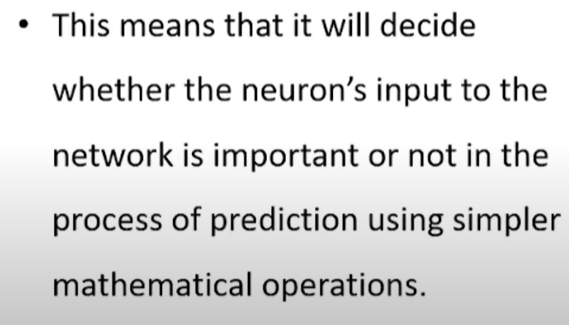 • This means that it will decide
whether the neuron’s input to the
network is important or not in the
process of prediction using simpler
mathematical operations.